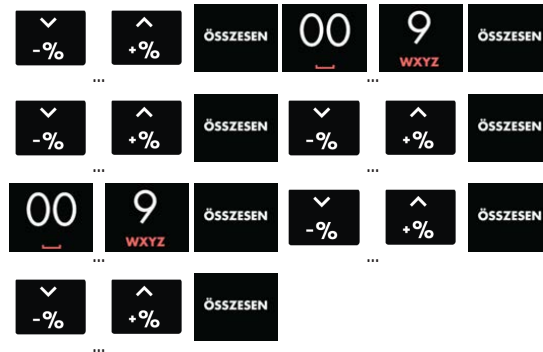 -% +% ÖSSZESEN 00 9 WXYZ ÖSSZESEN
... ...
-% +% ÖSSZESEN -% +% ÖSSZESEN
... ...
00 9 WXYZ ÖSSZESEN -% +% ÖSSZESEN
... ...
-% +% ÖSSZESEN
...